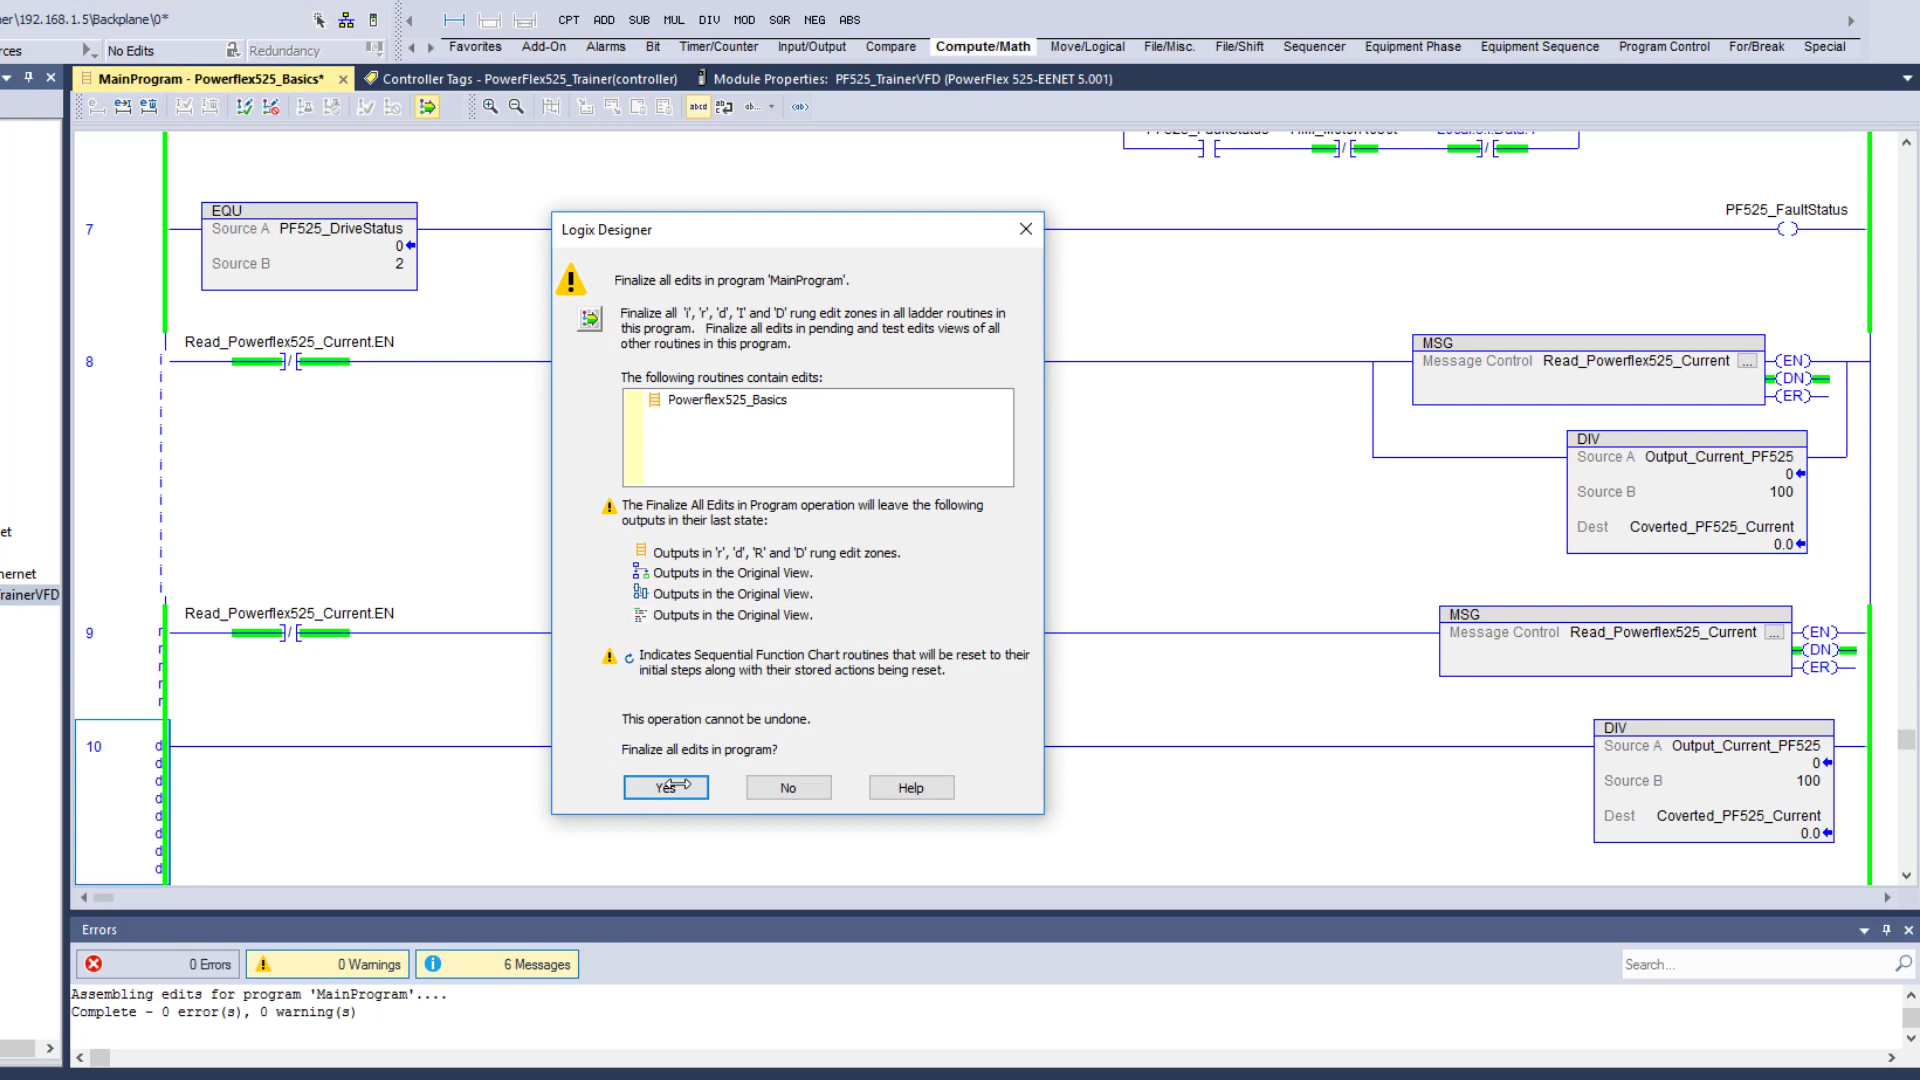 er\192.168.1.5\Backplane\0*
CPT ADD SUB MUL DIV MOD SQR NEG ABS
rces No Edits Redundancy
Favorites Add-On Alarms Bit Timer/Counter Input/Output Compare Compute/Math Move/Logical File/Misc. File/Shift Sequencer Equipment Phase Equipment Sequence Program Control For/Break Special
MainProgram - Powerflex525_Basics* Controller Tags - PowerFlex525_Trainer(controller) Module Properties: PF525_TrainerVFD (PowerFlex 525-EENET 5.001)
PF525_FaultStatus HMI_MotorReset
7
EQU
Source A PF525_DriveStatus
0
Source B 2
PF525_FaultStatus
8
Read_Powerflex525_Current.EN
i
i
i
i
i
i
i
i
i
i
i
i
i
i
MSG
Message Control Read_Powerflex525_Current ...
EN
DN
ER
DIV
Source A Output_Current_PF525
0
Source B 100
Dest Coverted_PF525_Current
0.0
9
Read_Powerflex525_Current.EN
r
r
r
r
r
MSG
Message Control Read_Powerflex525_Current ...
EN
DN
ER
10
d
d
d
d
d
d
d
d
DIV
Source A Output_Current_PF525
0
Source B 100
Dest Coverted_PF525_Current
0.0
et
hernet
rainerVFD
Logix Designer
Finalize all edits in program 'MainProgram'.
Finalize all 'i', 'r', 'd', 'I' and 'D' rung edit zones in all ladder routines in
this program. Finalize all edits in pending and test edits views of all
other routines in this program.
The following routines contain edits:
Powerflex525_Basics
The Finalize All Edits in Program operation will leave the following
outputs in their last state:
Outputs in 'r', 'd', 'R' and 'D' rung edit zones.
Outputs in the Original View.
Outputs in the Original View.
Outputs in the Original View.
Indicates Sequential Function Chart routines that will be reset to their
initial steps along with their stored actions being reset.
This operation cannot be undone.
Finalize all edits in program?
Yes No Help
Errors
0 Errors 0 Warnings 6 Messages Search...
Assembling edits for program 'MainProgram'....
Complete - 0 error(s), 0 warning(s)